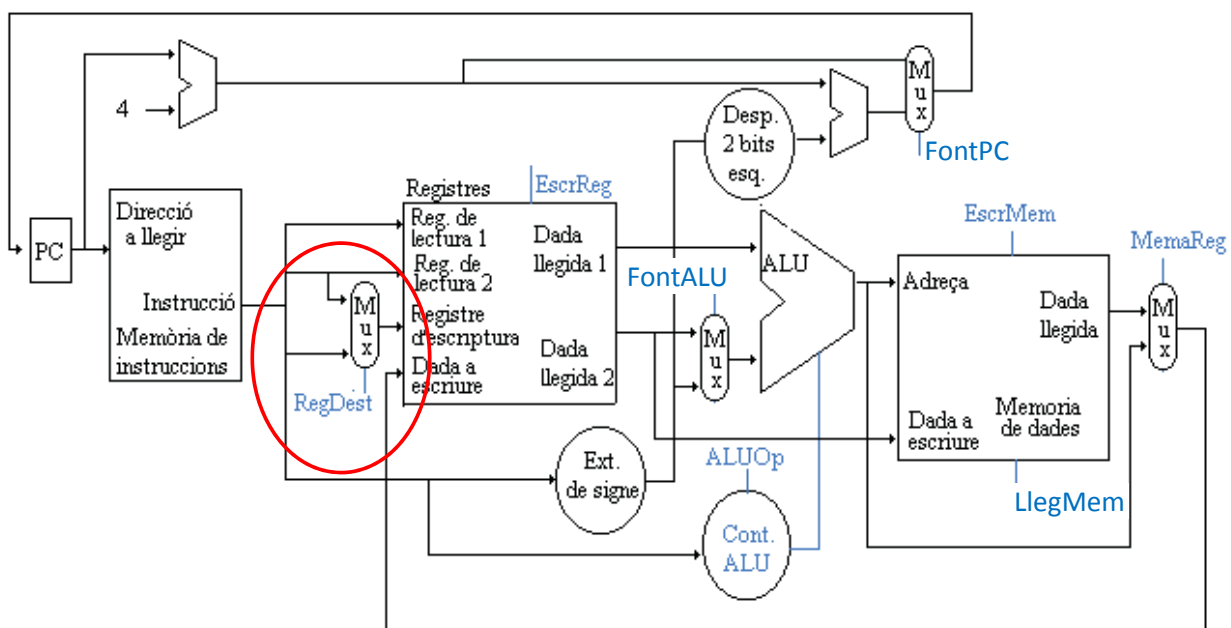 4
M
u
x
Desp.
2 bits
esq.
FontPC
PC
Direcció
a llegir
Instrucció
Memòria de
instruccions
M
u
x
RegDest
Registres
EscrReg
Reg. de
lectura 1
Reg. de
lectura 2
Registre
d'escriptura
Dada a
escriure
Dada
llegida 1
Dada
llegida 2
FontALU
M
u
x
ALU
Ext.
de signe
ALUOp
Cont.
ALU
EscrMem
Adreça
Dada
llegida
Dada a
escriure
Memoria
de dades
LlegMem
MemaReg
M
u
x